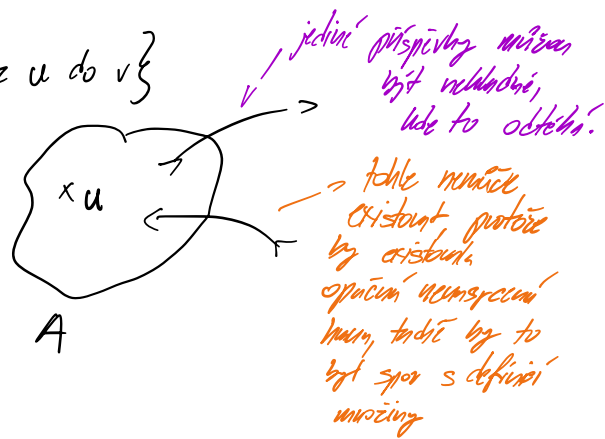 z u do v}
jediné příspěvky můžou
být nekladné,
kde to odtéká.
× u
tohle nemůže
existovat protože
by existovala
opačná nenasycená
hrana, tudíž by to
byl spor s definicí
množiny
A